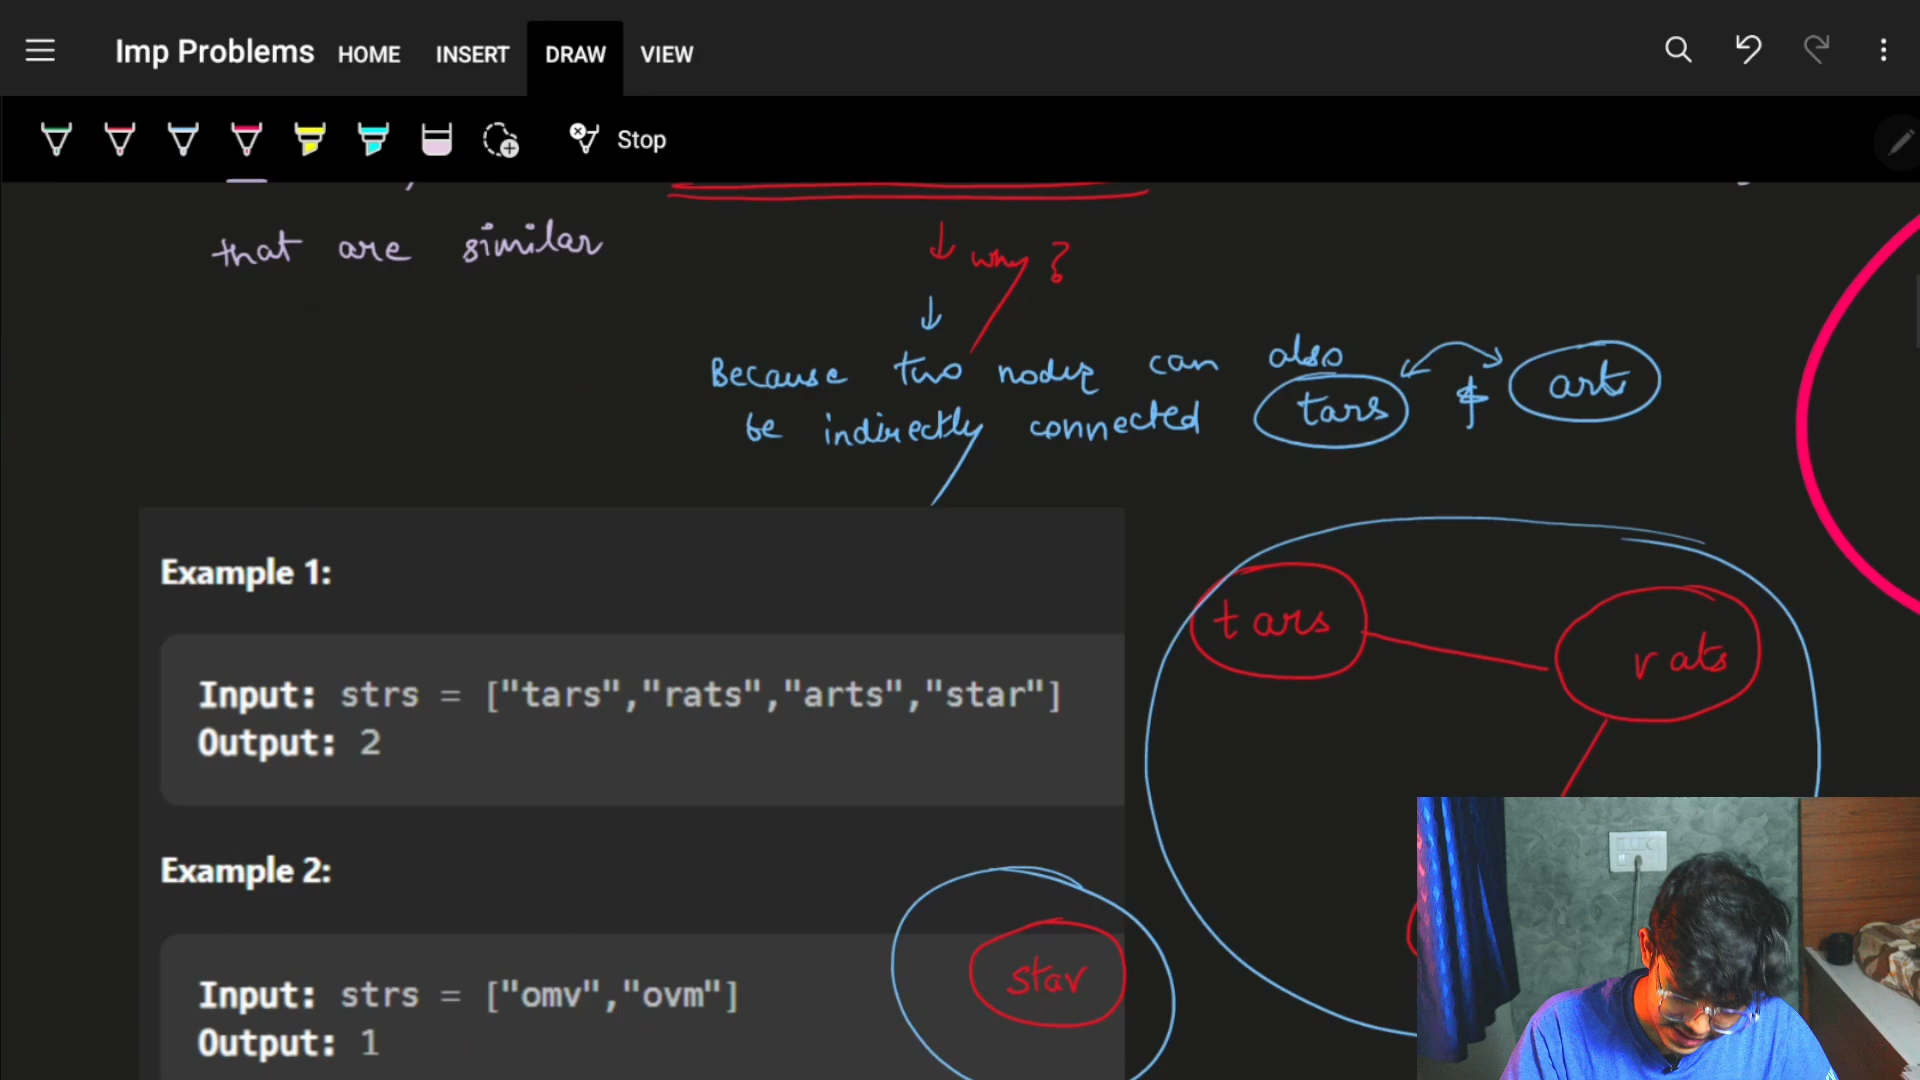 Imp Problems HOME INSERT DRAW VIEW
Stop
that are similar
↓ why ?
↓
Because two nodes can also
be indirectly connected tars & art
Example 1:
tars
rats
Input: strs = ["tars","rats","arts","star"]
Output: 2
Example 2:
star
Input: strs = ["omv","ovm"]
Output: 1